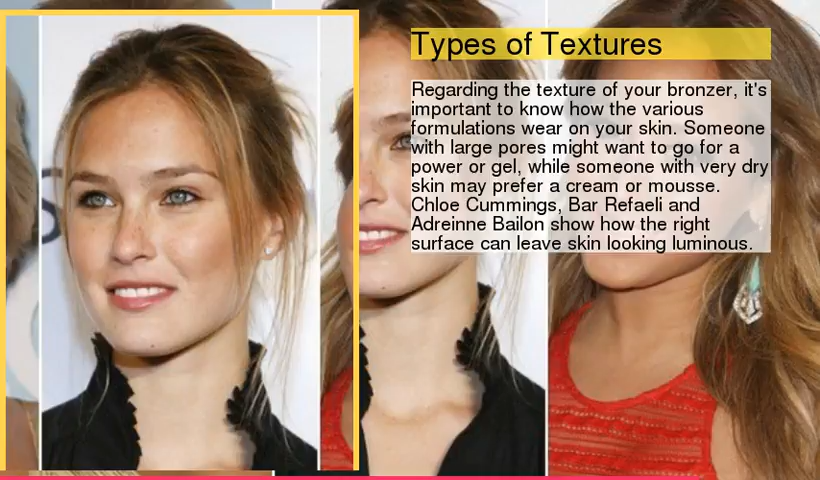 Types of Textures
Regarding the texture of your bronzer, it's
important to know how the various
formulations wear on your skin. Someone
with large pores might want to go for a
power or gel, while someone with very dry
skin may prefer a cream or mousse.
Chloe Cummings, Bar Refaeli and
Adreinne Bailon show how the right
surface can leave skin looking luminous.